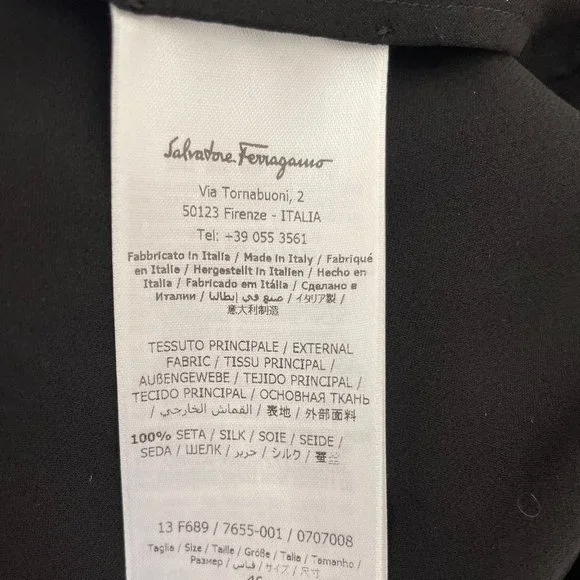 Salvatore Ferragamo
Via Tornabuoni, 2
50123 Firenze - ITALIA
Tel: +39 055 3561
Fabbricato in Italia / Made in Italy / Fabriqué
en Italie / Hergestellt in Italien / Hecho en
Italia / Fabricado em Itália / Сделано в
Италии / صنع في إيطاليا / イタリア製 /
意大利制造
TESSUTO PRINCIPALE / EXTERNAL
FABRIC / TISSU PRINCIPAL /
AUßENGEWEBE / TEJIDO PRINCIPAL /
TECIDO PRINCIPAL / ОСНОВНАЯ ТКАНЬ
/ القماش الخارجي / 表地 / 外部面料
100% SETA / SILK / SOIE / SEIDE /
SEDA / ШЕЛК / حرير / シルク /
13 F689 / 7655-001 / 0707008
Taglia / Size / Taille / Größe / Talla / Tamanho /
Размер / قياس / サイズ / 尺寸